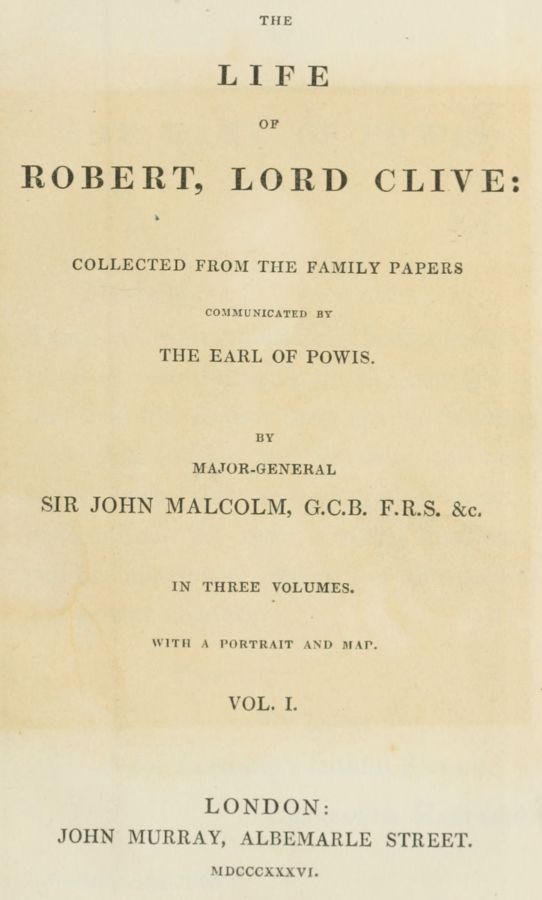 THE
LIFE
OF
ROBERT, LORD CLIVE:
COLLECTED FROM THE FAMILY PAPERS
COMMUNICATED BY
THE EARL OF POWIS.
BY
MAJOR-GENERAL
SIR JOHN MALCOLM, G.C.B. F.R.S. &c.
IN THREE VOLUMES.
WITH A PORTRAIT AND MAP.
VOL. I.
LONDON:
JOHN MURRAY, ALBEMARLE STREET.
MDCCCXXXVI.